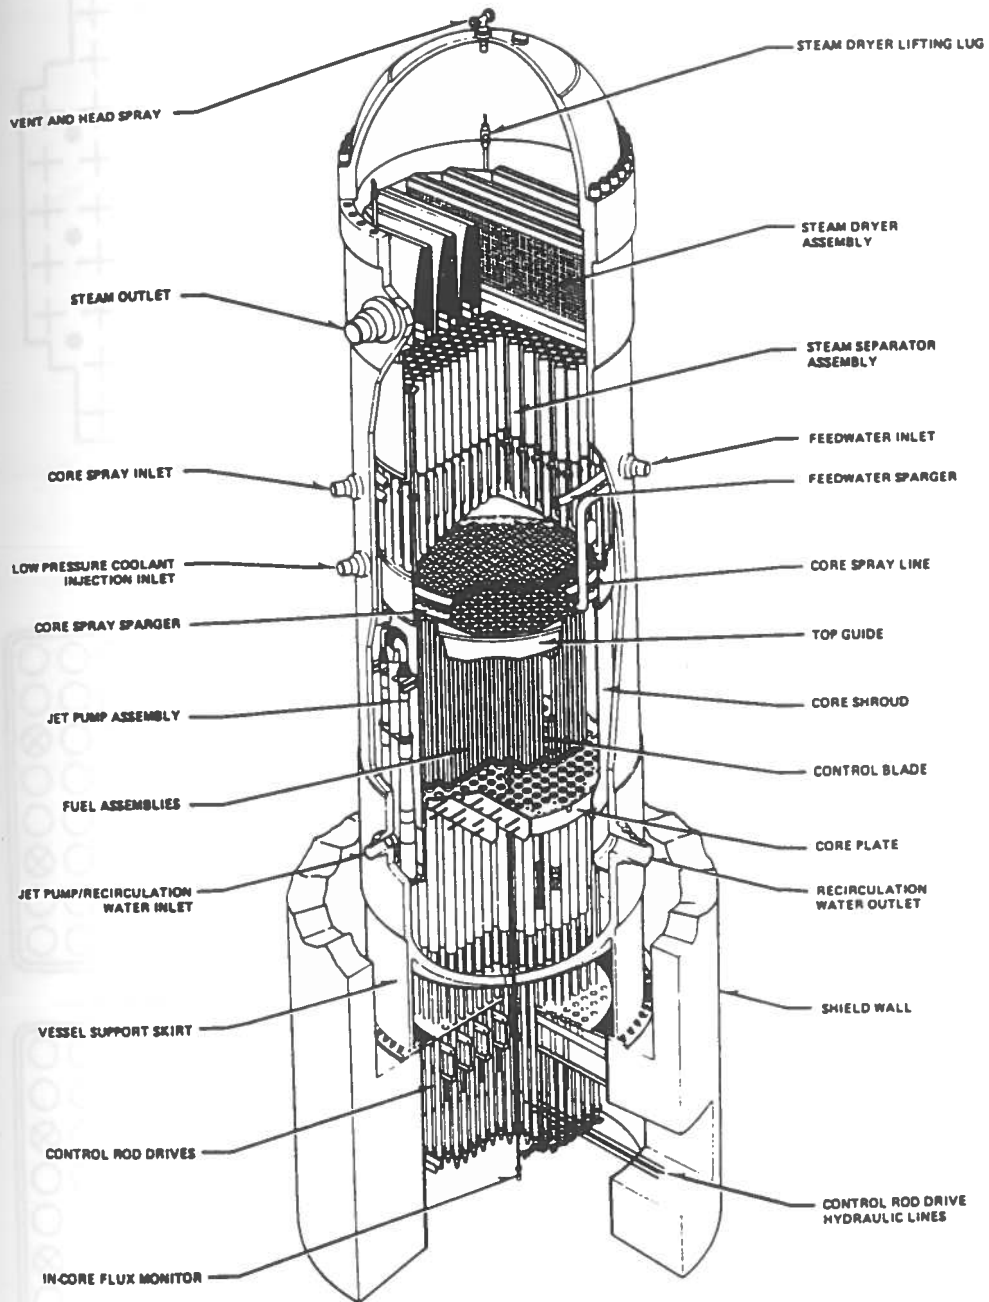 STEAM DRYER LIFTING LUG
VENT AND HEAD SPRAY
STEAM DRYER
ASSEMBLY
STEAM OUTLET
STEAM SEPARATOR
ASSEMBLY
FEEDWATER INLET
CORE SPRAY INLET
FEEDWATER SPARGER
LOW PRESSURE COOLANT
INJECTION INLET
CORE SPRAY LINE
CORE SPRAY SPARGER
TOP GUIDE
JET PUMP ASSEMBLY
CORE SHROUD
FUEL ASSEMBLIES
CONTROL BLADE
CORE PLATE
JET PUMP/RECIRCULATION
WATER INLET
RECIRCULATION
WATER OUTLET
SHIELD WALL
VESSEL SUPPORT SKIRT
CONTROL ROD DRIVES
CONTROL ROD DRIVE
HYDRAULIC LINES
IN-CORE FLUX MONITOR